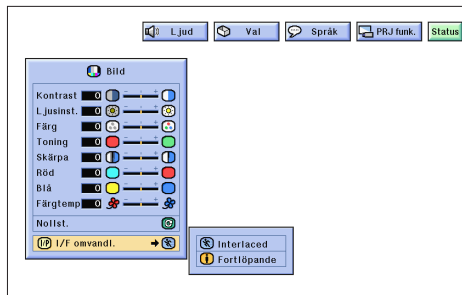 Ljud
Val
Språk
PRJ funk.
Status
Bild
Kontrast 0
Ljusinst. 0
Färg 0
Toning 0
Skärpa 0
Röd 0
Blå 0
Färgtemp 0
Nollst.
I/P I/F omvandl.
Interlaced
Fortlöpande